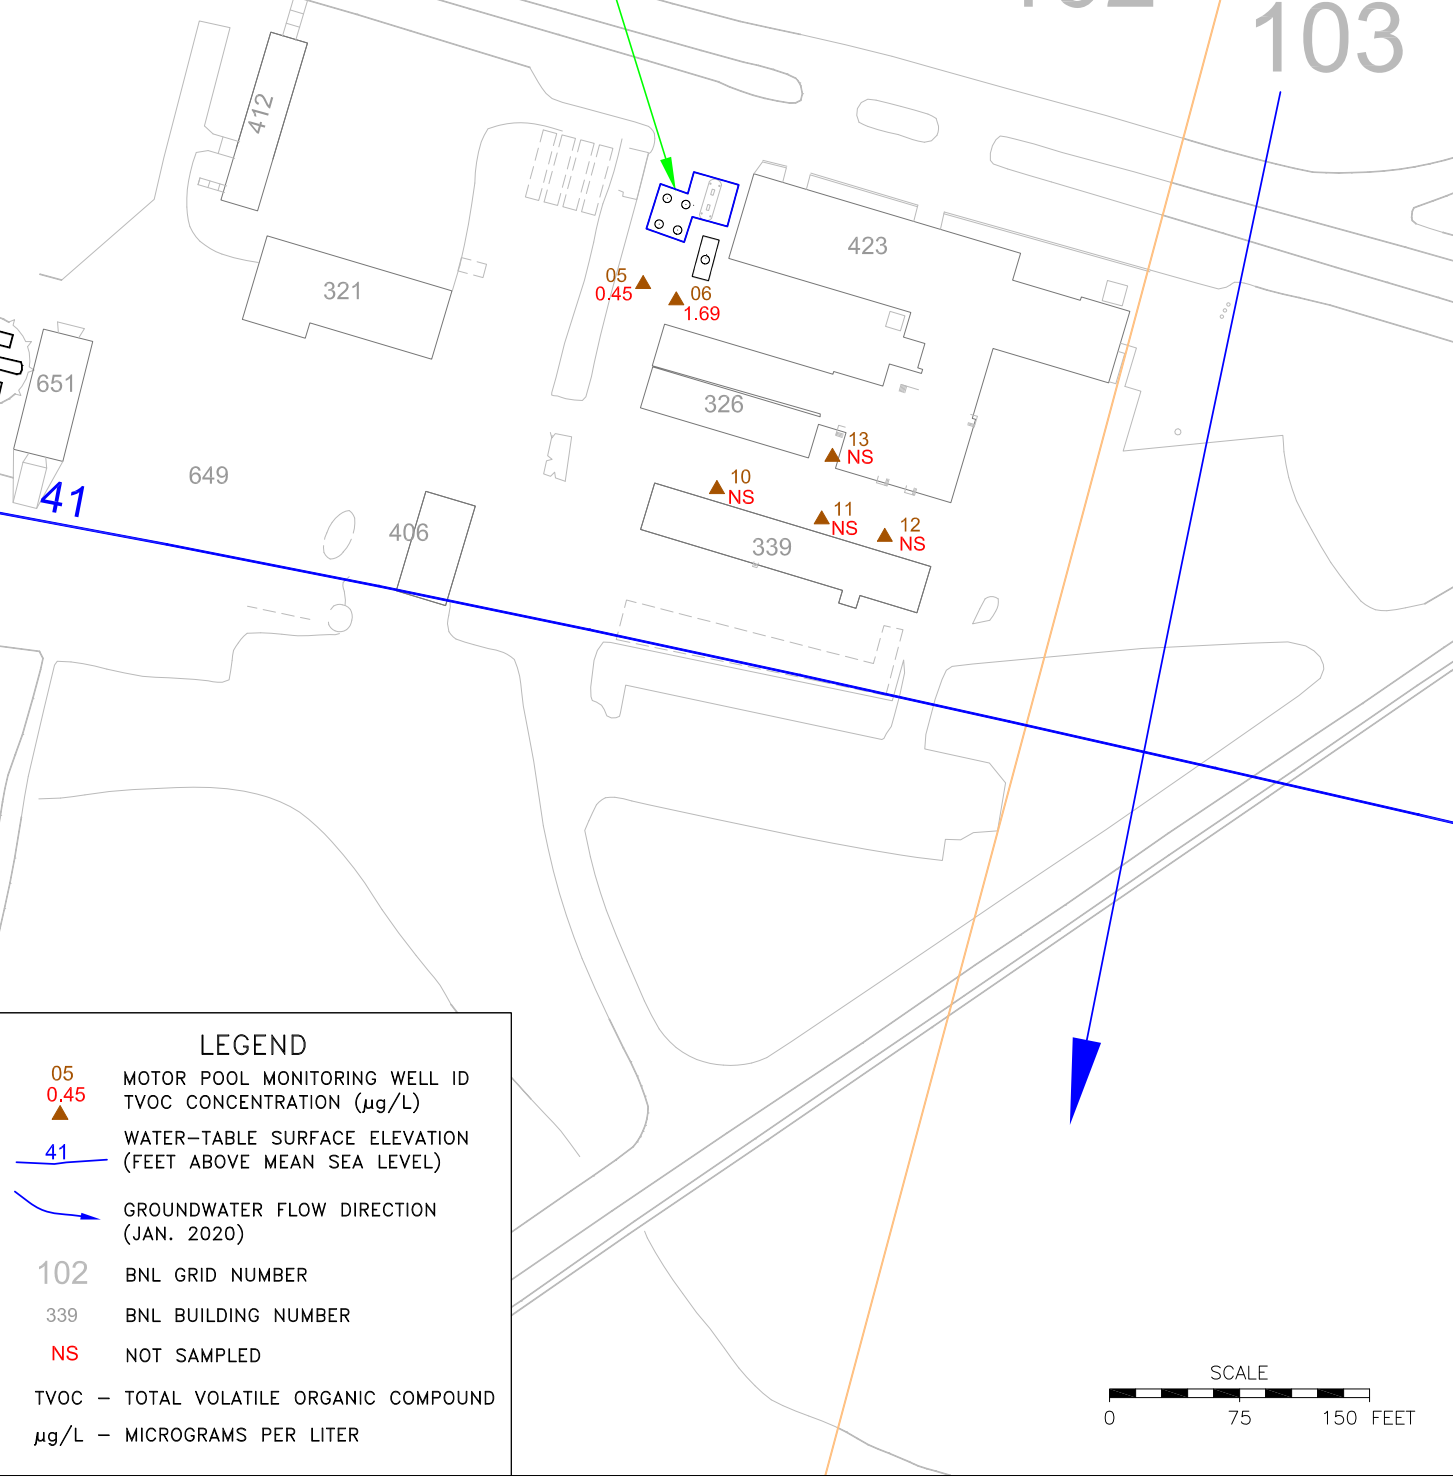 103
412
423
05
0.45
06
1.69
321
651
326
13
NS
649
10
NS
41
11
NS
12
NS
406
339
LEGEND
05
0.45
MOTOR POOL MONITORING WELL ID
TVOC CONCENTRATION (µg/L)
41
WATER-TABLE SURFACE ELEVATION
(FEET ABOVE MEAN SEA LEVEL)
GROUNDWATER FLOW DIRECTION
(JAN. 2020)
102 BNL GRID NUMBER
339 BNL BUILDING NUMBER
NS NOT SAMPLED
TVOC - TOTAL VOLATILE ORGANIC COMPOUND
µg/L - MICROGRAMS PER LITER
SCALE
0 75 150 FEET